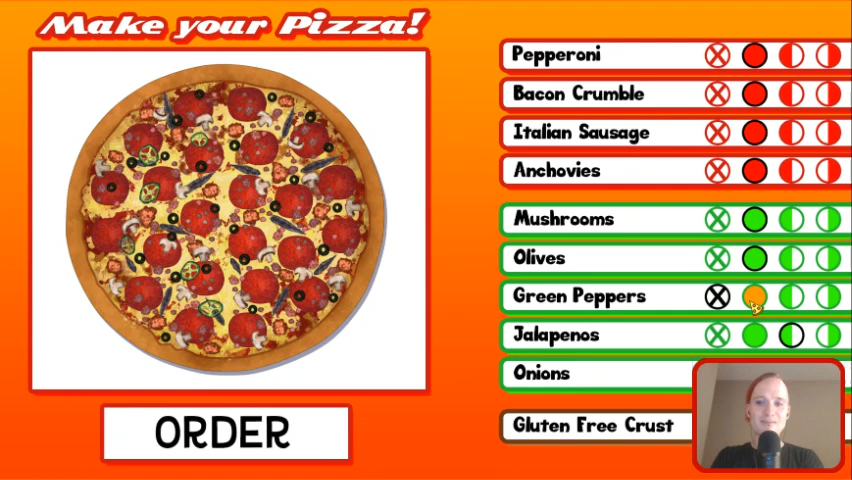 Make your Pizza!
Pepperoni
Bacon Crumble
Italian Sausage
Anchovies
Mushrooms
Olives
Green Peppers
Jalapenos
Onions
Gluten Free Crust
ORDER